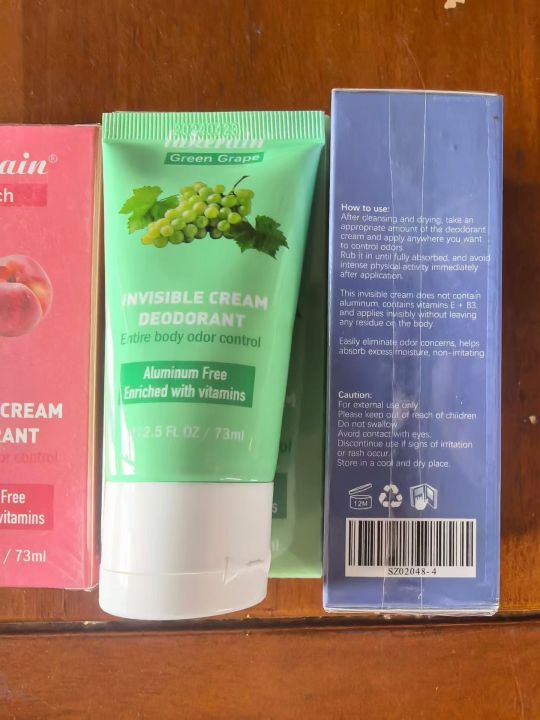 ain®
ch
CREAM
RANT
or control
Free
vitamins
/ 73ml
Green Grape
INVISIBLE CREAM
DEODORANT
Entire body odor control
Aluminum Free
Enriched with vitamins
2.5 FL OZ / 73ml
How to use:
After cleansing and drying, take an
appropriate amount of the deodorant
cream and apply anywhere you want
to control odors.
Rub it in until fully absorbed, and avoid
intense physical activity immediately
after application.
This invisible cream does not contain
aluminum, contains vitamins E + B3,
and applies invisibly without leaving
any residue on the body.
Easily eliminate odor concerns, helps
absorb excess moisture, non-irritating.
Caution:
For external use only.
Please keep out of reach of children.
Do not swallow.
Avoid contact with eyes.
Discontinue use if signs of irritation
or rash occur.
Store in a cool and dry place.
12M
SZ02048-4